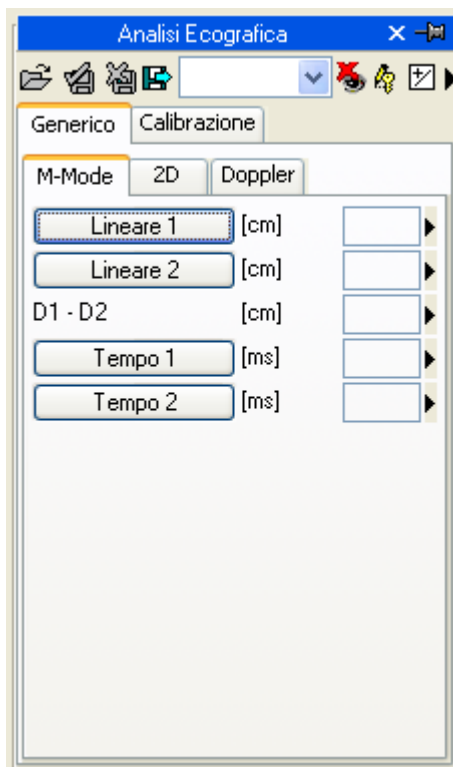 Analisi Ecografica
Generico Calibrazione
M-Mode 2D Doppler
Lineare 1 [cm]
Lineare 2 [cm]
D1 - D2 [cm]
Tempo 1 [ms]
Tempo 2 [ms]